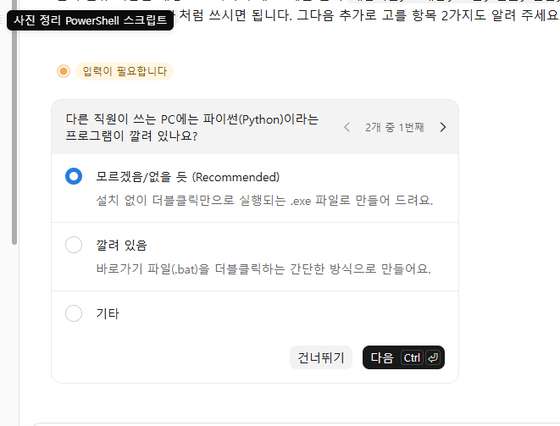 처럼 쓰시면 됩니다. 그다음 추가로 고를 항목 2가지도 알려 주세요
사진 정리 PowerShell 스크립트
입력이 필요합니다
다른 직원이 쓰는 PC에는 파이썬(Python)이라는
프로그램이 깔려 있나요?
2개 중 1번째
모르겠음/없을 듯 (Recommended)
설치 없이 더블클릭만으로 실행되는 .exe 파일로 만들어 드려요.
깔려 있음
바로가기 파일(.bat)을 더블클릭하는 간단한 방식으로 만들어요.
기타
건너뛰기
다음 Ctrl